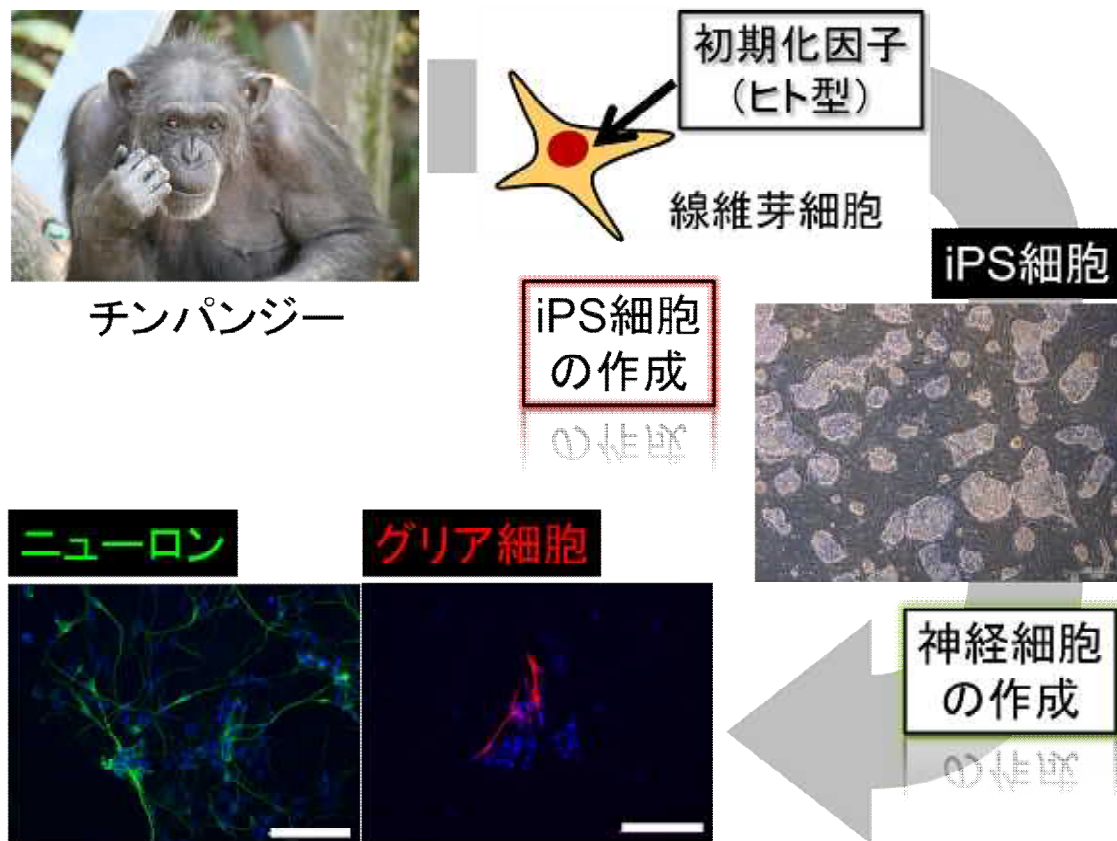 初期化因子
（ヒト型）
線維芽細胞
チンパンジー
iPS細胞
の作成
iPS細胞
ニューロン
グリア細胞
神経細胞
の作成